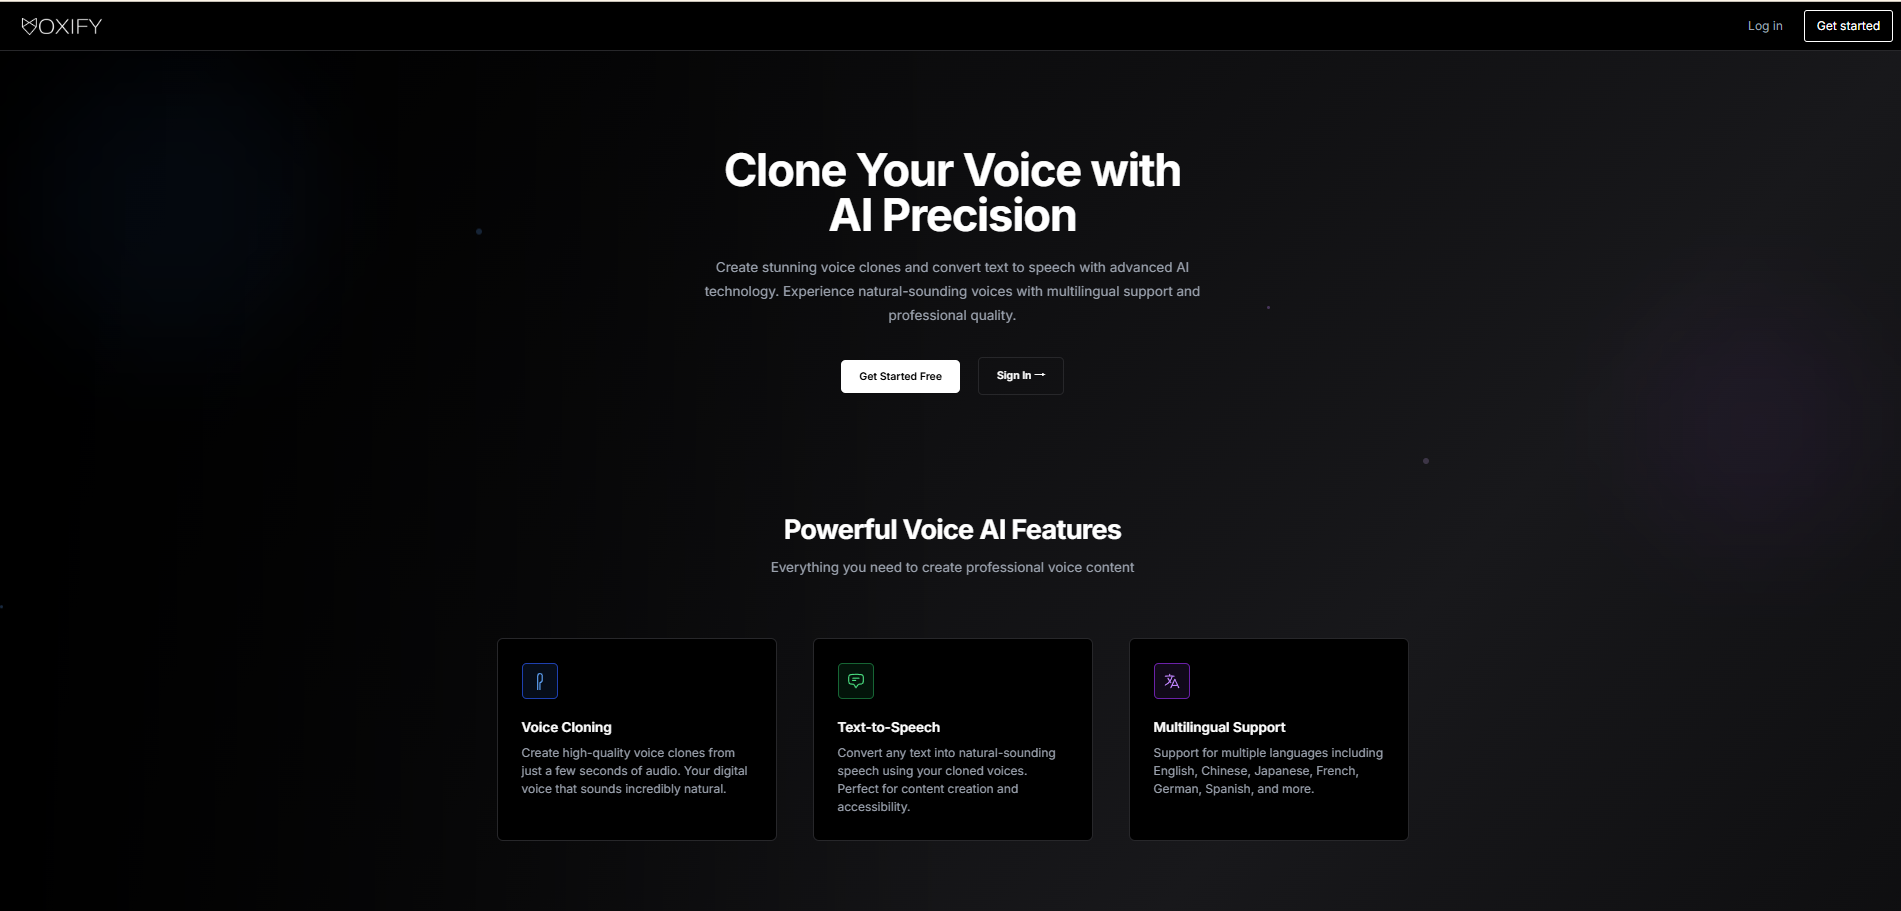 VOXIFY
Log in
Get started
Clone Your Voice with
AI Precision
Create stunning voice clones and convert text to speech with advanced AI
technology. Experience natural-sounding voices with multilingual support and
professional quality.
Get Started Free
Sign In →
Powerful Voice AI Features
Everything you need to create professional voice content
Voice Cloning
Create high-quality voice clones from
just a few seconds of audio. Your digital
voice that sounds incredibly natural.
Text-to-Speech
Convert any text into natural-sounding
speech using your cloned voices.
Perfect for content creation and
accessibility.
Multilingual Support
Support for multiple languages including
English, Chinese, Japanese, French,
German, Spanish, and more.